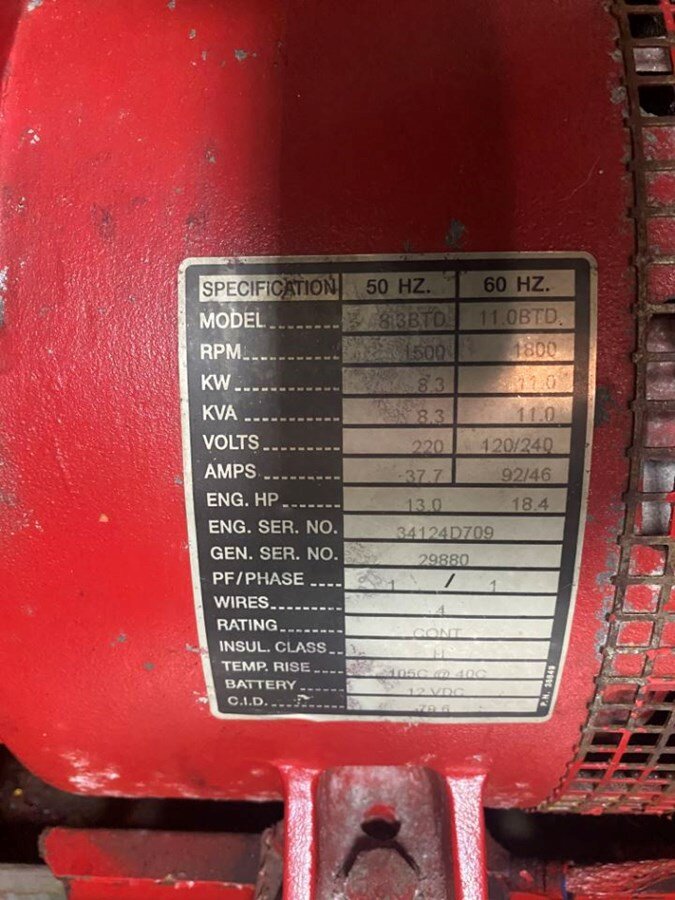 SPECIFICATION 50 HZ. 60 HZ.
MODEL 8.3BTD 11.0BTD
RPM 1500 1800
KW 8.3 11.0
KVA 8.3 11.0
VOLTS 220 120/240
AMPS 37.7 92/46
ENG. HP 13.0 18.4
ENG. SER. NO. 34124D709
GEN. SER. NO. 29880
PF/PHASE 1 / 1
WIRES 4
RATING CONT
INSUL. CLASS H
TEMP. RISE 105C @ 40C
BATTERY 12 VDC
C.I.D. 78.6